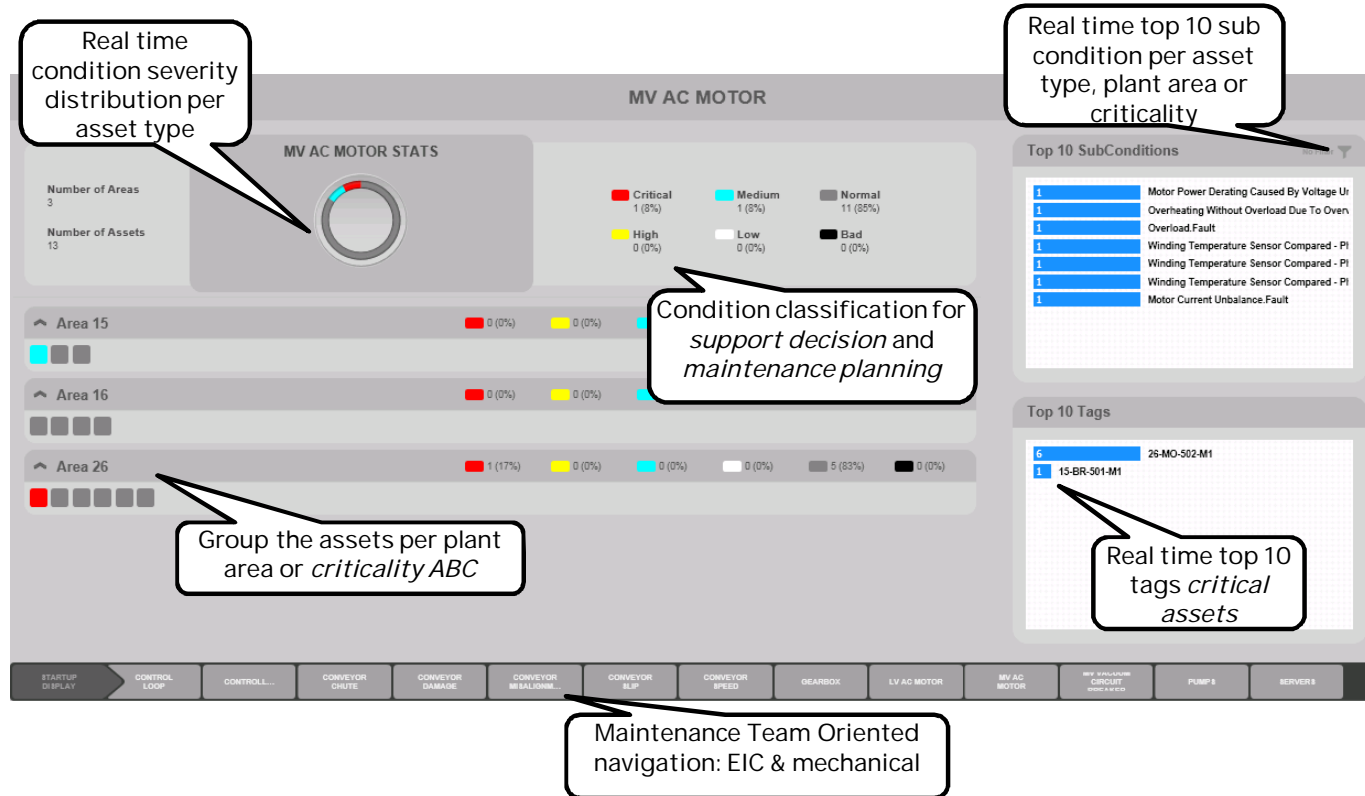 Real time
condition severity
distribution per
asset type
Real time top 10 sub
condition per asset
type, plant area or
criticality
MV AC MOTOR
MV AC MOTOR STATS
Number of Areas
3
Number of Assets
13
Critical
1 (8%)
Medium
1 (8%)
Normal
11 (85%)
High
0 (0%)
Low
0 (0%)
Bad
0 (0%)
Condition classification for
support decision and
maintenance planning
Area 15
0 (0%) 0 (0%)
Area 16
0 (0%) 0 (0%)
Area 26
1 (17%) 0 (0%) 0 (0%) 0 (0%) 5 (83%) 0 (0%)
Group the assets per plant
area or criticality ABC
Top 10 SubConditions
1 Motor Power Derating Caused By Voltage
1 Overheating Without Overload Due To
1 Overload.Fault
1 Winding Temperature Sensor Compared -
1 Winding Temperature Sensor Compared -
1 Winding Temperature Sensor Compared -
1 Motor Current Unbalance.Fault
Top 10 Tags
6 26-MO-502-M1
1 15-BR-501-M1
Real time top 10
tags critical
assets
STARTUP
DISPLAY
CONTROL
LOOP
CONTROLL...
CONVEYOR
CHUTE
CONVEYOR
DAMAGE
CONVEYOR
MISALIGNM...
CONVEYOR
SLIP
CONVEYOR
SPEED
GEARBOX
LV AC MOTOR
MV AC
MOTOR
MV VACUUM
CIRCUIT
BREAKER
PUMPS
SERVERS
Maintenance Team Oriented
navigation: EIC & mechanical